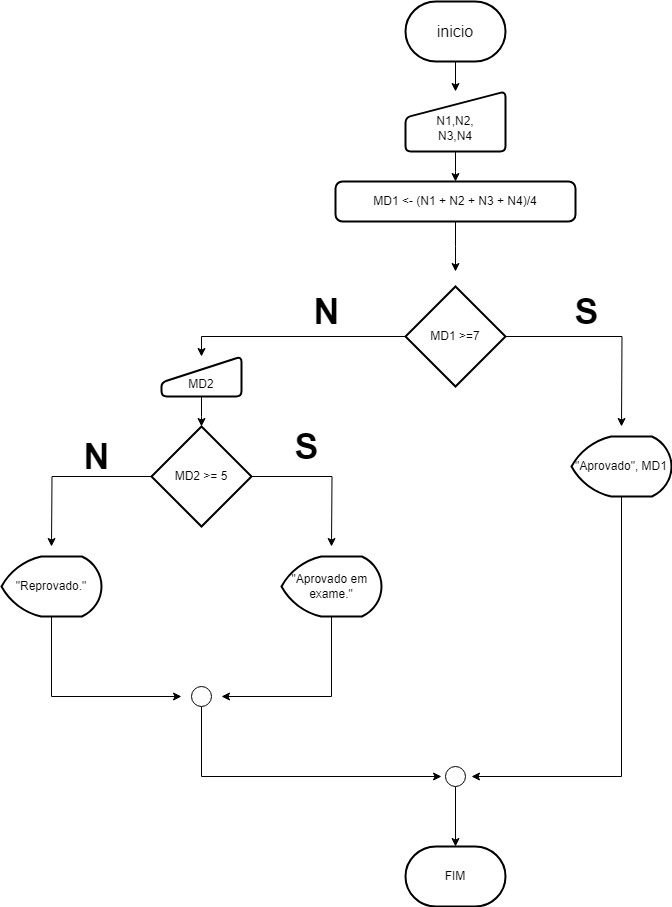 inicio
N1,N2,
N3,N4
MD1 <- (N1 + N2 + N3 + N4)/4
N
S
MD1 >=7
MD2
N
S
MD2 >= 5
"Aprovado", MD1
"Reprovado."
"Aprovado em
exame."
FIM